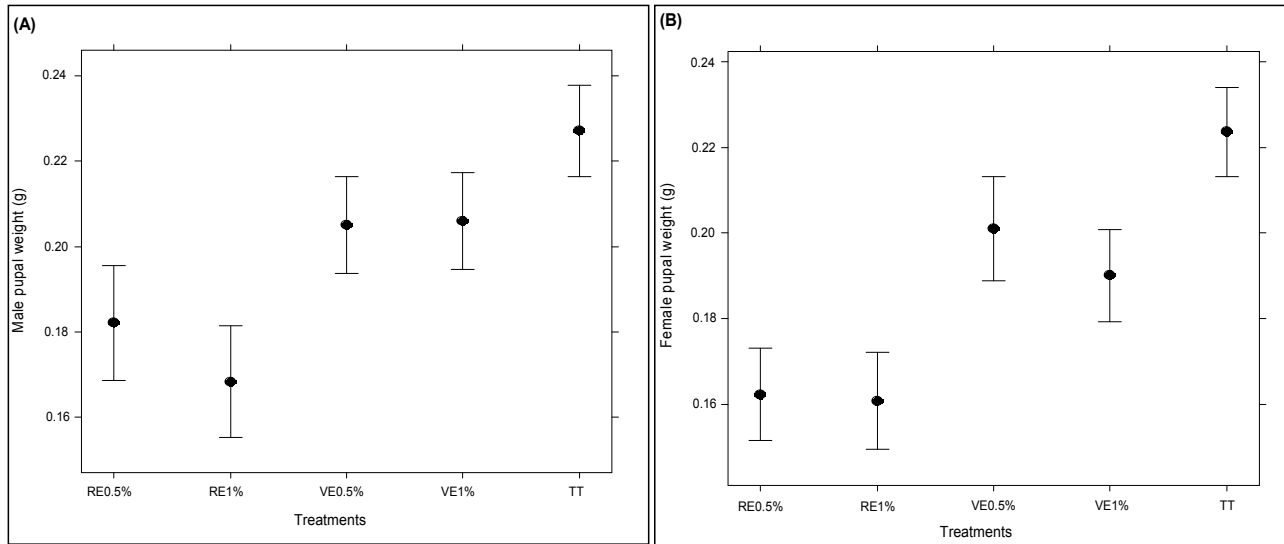 (A)
Male pupal weight (g)
0.24
0.22
0.20
0.18
0.16
RE0.5% RE1% VE0.5% VE1% TT
Treatments
(B)
Female pupal weight (g)
0.24
0.22
0.20
0.18
0.16
RE0.5% RE1% VE0.5% VE1% TT
Treatments